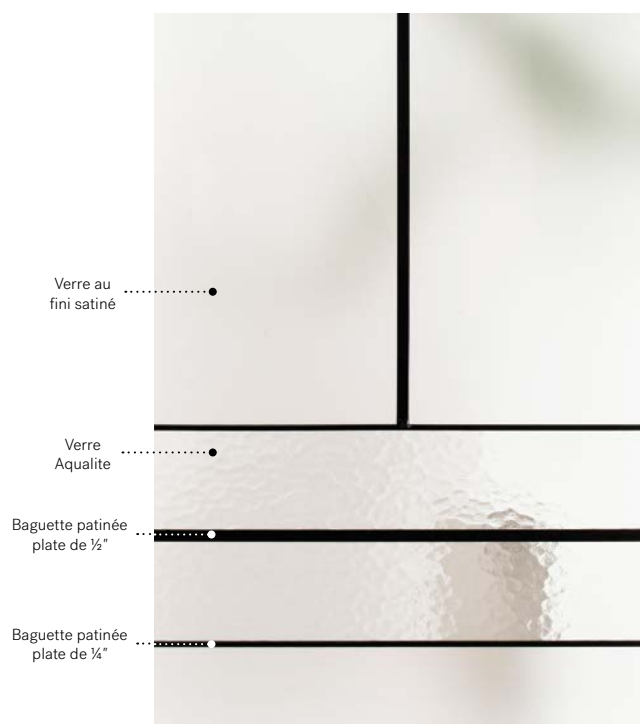 Verre au
fini satiné
Verre
Aqualite
Baguette patinée
plate de ½″
Baguette patinée
plate de ¼″